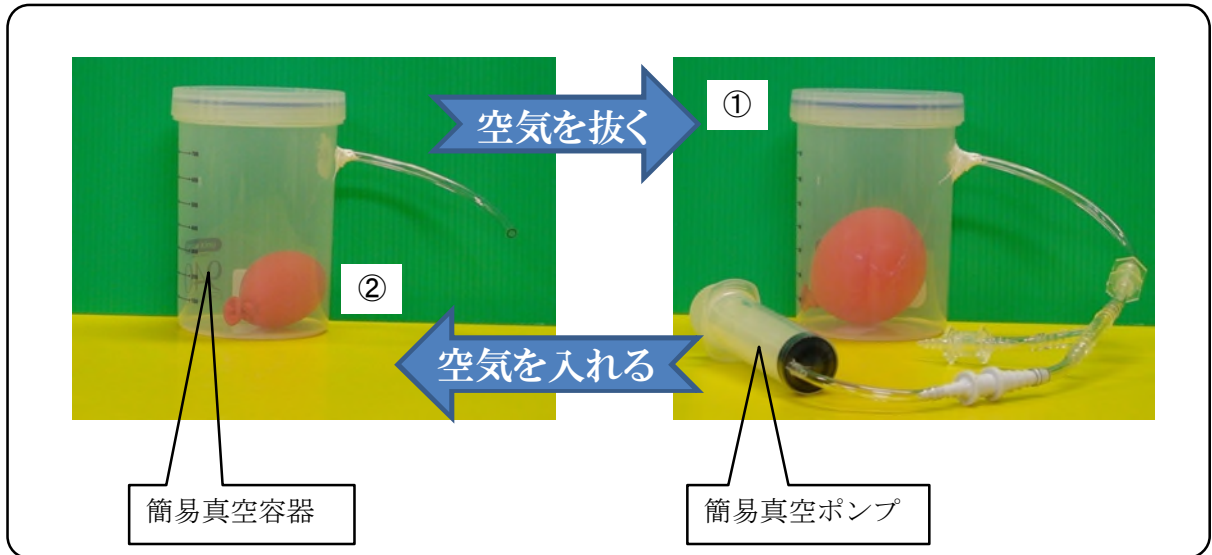 空気を抜く
①
②
空気を入れる
簡易真空容器
簡易真空ポンプ